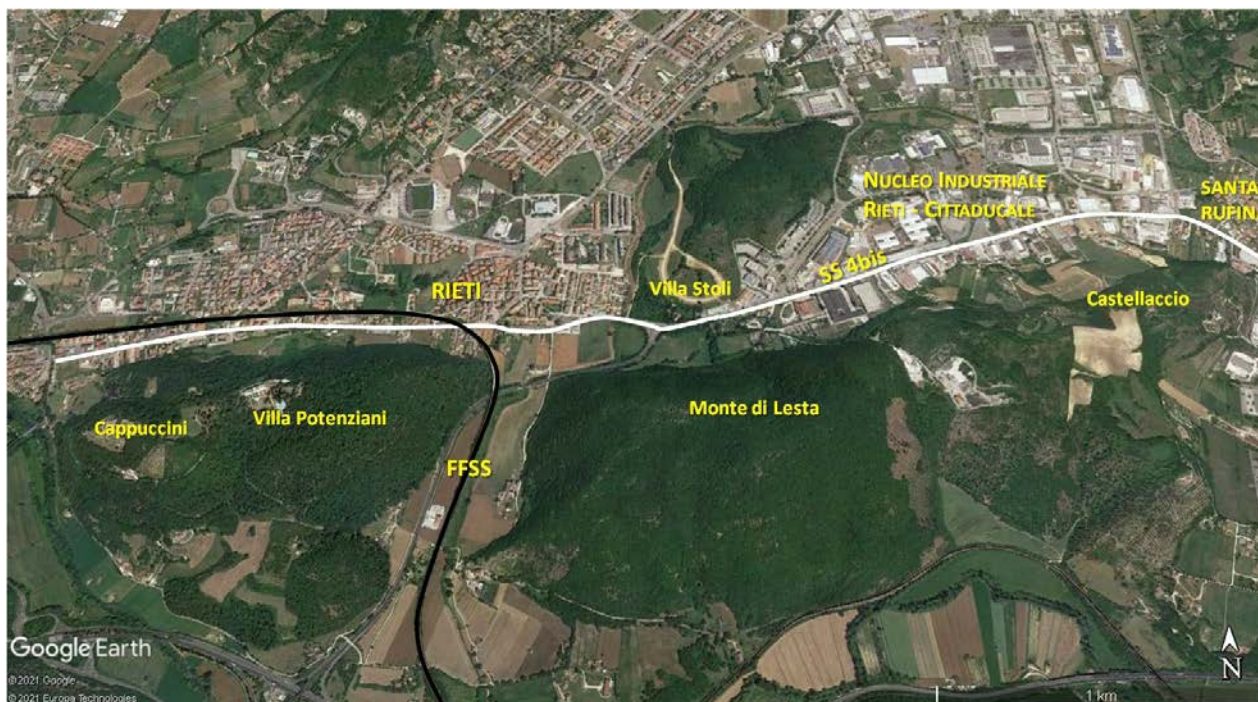 NUCLEO INDUSTRIALE
RIETI - CITTADUCALE
SANTA
RUFIN
SS 4bis
RIETI
Villa Stoli
Castellaccio
Cappuccini
Villa Potenziani
Monte di Lesta
FFSS
Google Earth
©2021 Google
©2021 Europa Technologies
N
1 km